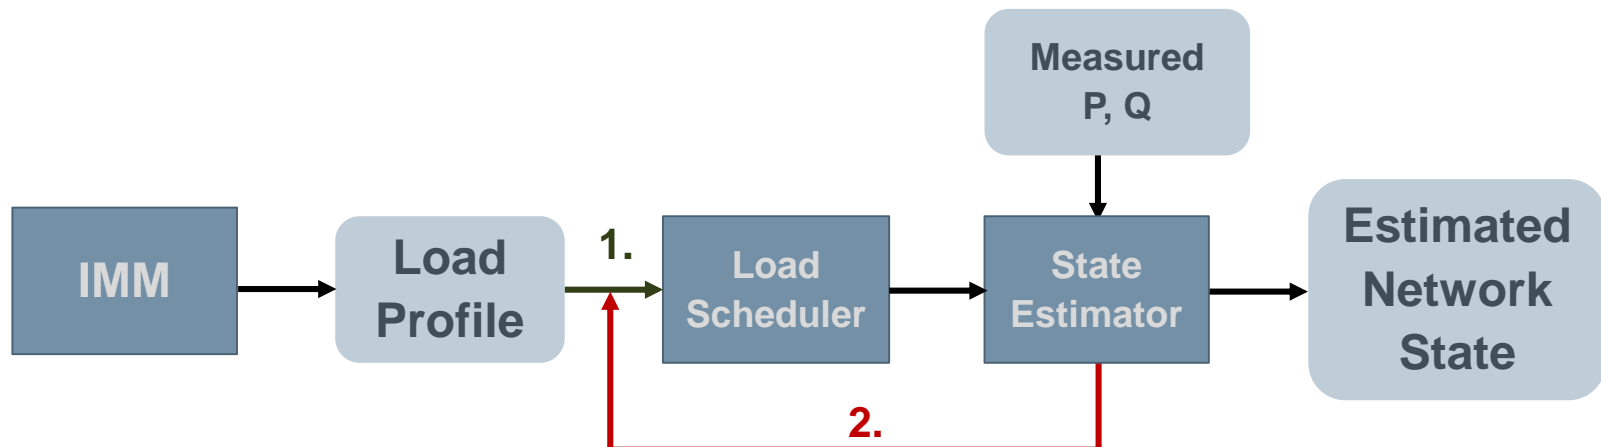 Measured
P, Q
IMM
Load
Profile
1.
Load
Scheduler
State
Estimator
Estimated
Network
State
2.